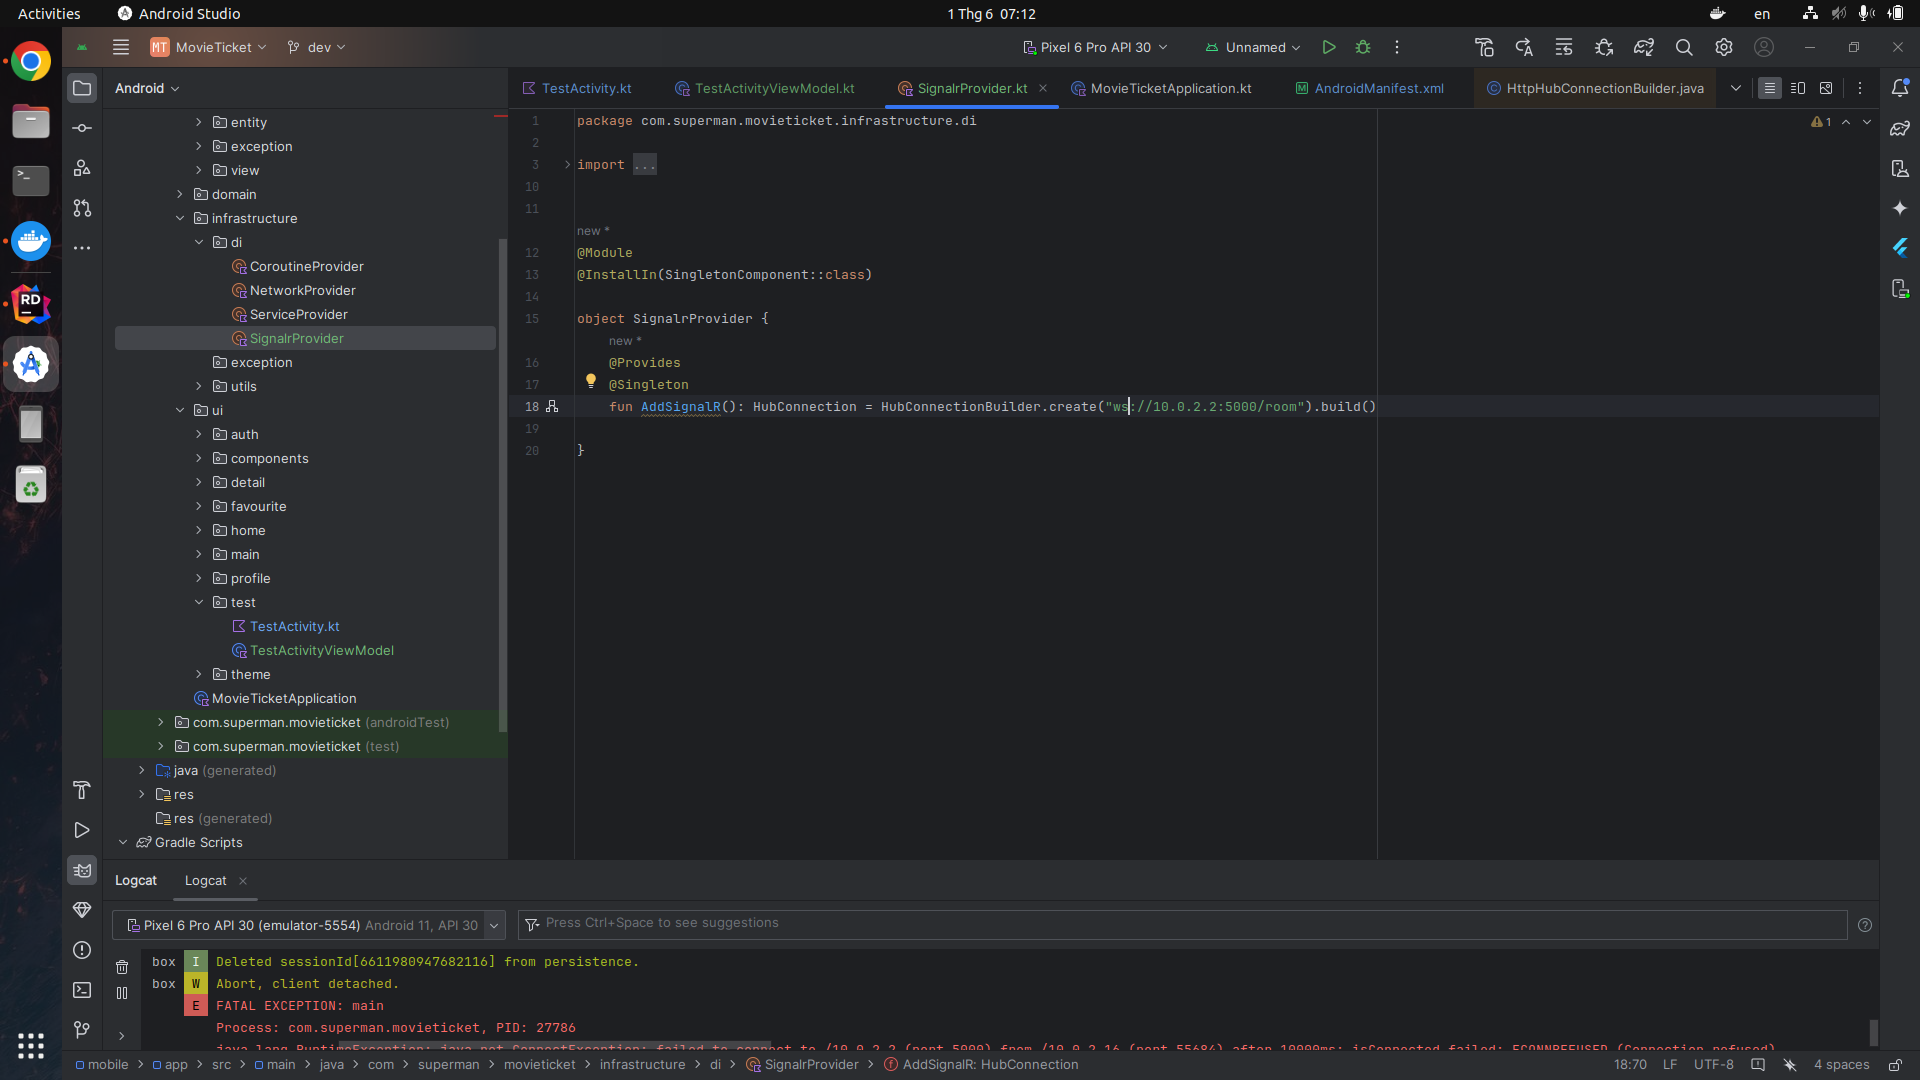 Activities
Android Studio
1 Thg 6 07:12
en
MT MovieTicket
dev
Pixel 6 Pro API 30
Unnamed
Android
entity
exception
view
domain
infrastructure
di
CoroutineProvider
NetworkProvider
ServiceProvider
SignalrProvider
exception
utils
ui
auth
components
detail
favourite
home
main
profile
test
TestActivity.kt
TestActivityViewModel
theme
MovieTicketApplication
com.superman.movieticket (androidTest)
com.superman.movieticket (test)
java (generated)
res
res (generated)
Gradle Scripts
TestActivity.kt
TestActivityViewModel.kt
SignalrProvider.kt
MovieTicketApplication.kt
AndroidManifest.xml
HttpHubConnectionBuilder.java
1
1 package com.superman.movieticket.infrastructure.di
2
3 import ...
10
11
new *
12 @Module
13 @InstallIn(SingletonComponent::class)
14
15 object SignalrProvider {
new *
16 @Provides
17 @Singleton
18 fun AddSignalR(): HubConnection = HubConnectionBuilder.create("ws://10.0.2.2:5000/room").build()
19
20 }
Logcat
Logcat
Pixel 6 Pro API 30 (emulator-5554) Android 11, API 30
Press Ctrl+Space to see suggestions
box I Deleted sessionId[6611980947682116] from persistence.
box W Abort, client detached.
E FATAL EXCEPTION: main
Process: com.superman.movieticket, PID: 27786
java.lang.RuntimeException: java.net.ConnectException: failed to connect to /10.0.2.2 (port 5000) from /10.0.2.16 (port 55684) after 10000ms: isConnected failed: ECONNREFUSED (Connection refused)
mobile > app > src > main > java > com > superman > movieticket > infrastructure > di > SignalrProvider > AddSignalR: HubConnection
18:70
LF
UTF-8
4 spaces